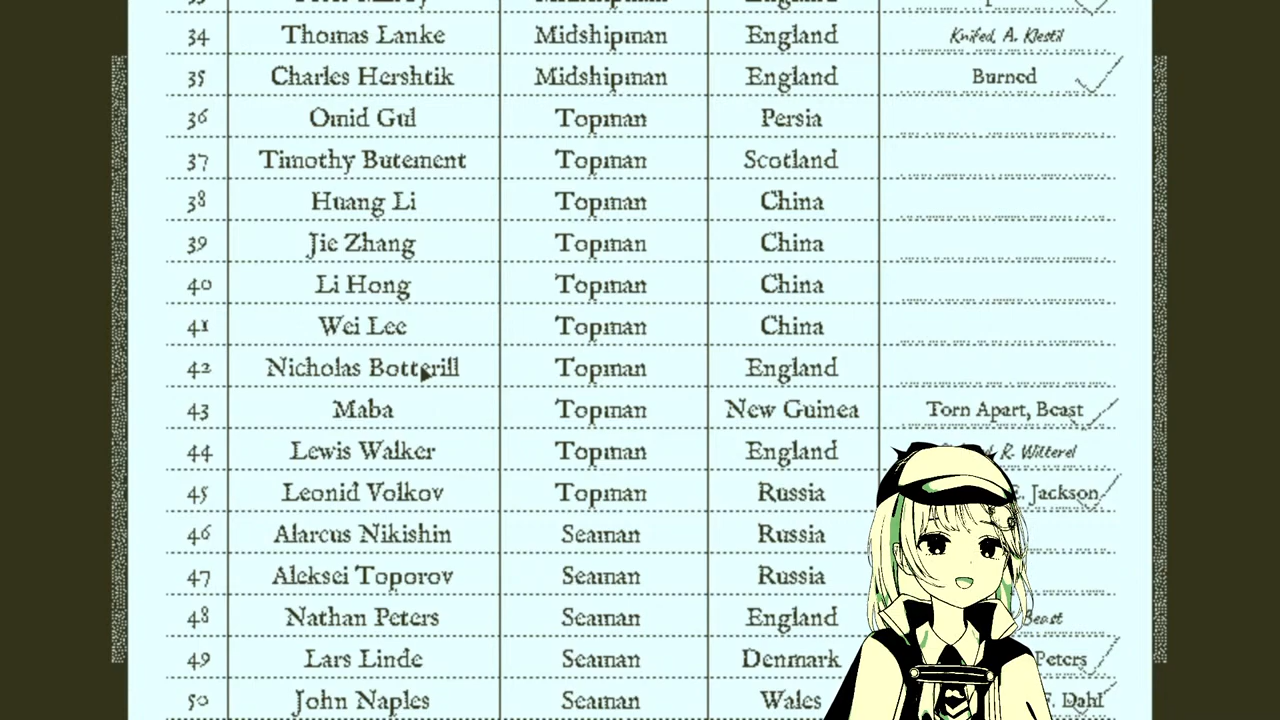 34 Thomas Lanke Midshipman England Knifed, A. Klestil
35 Charles Hershtik Midshipman England Burned
36 Omid Gul Topman Persia
37 Timothy Butement Topman Scotland
38 Huang Li Topman China
39 Jie Zhang Topman China
40 Li Hong Topman China
41 Wei Lee Topman China
42 Nicholas Botterill Topman England
43 Maba Topman New Guinea Torn Apart, Beast
44 Lewis Walker Topman England R. Witterel
45 Leonid Volkov Topman Russia Jackson
46 Alarcus Nikishin Seaman Russia
47 Aleksei Toporov Seaman Russia
48 Nathan Peters Seaman England Beast
49 Lars Linde Seaman Denmark Peters
50 John Naples Seaman Wales Dahl